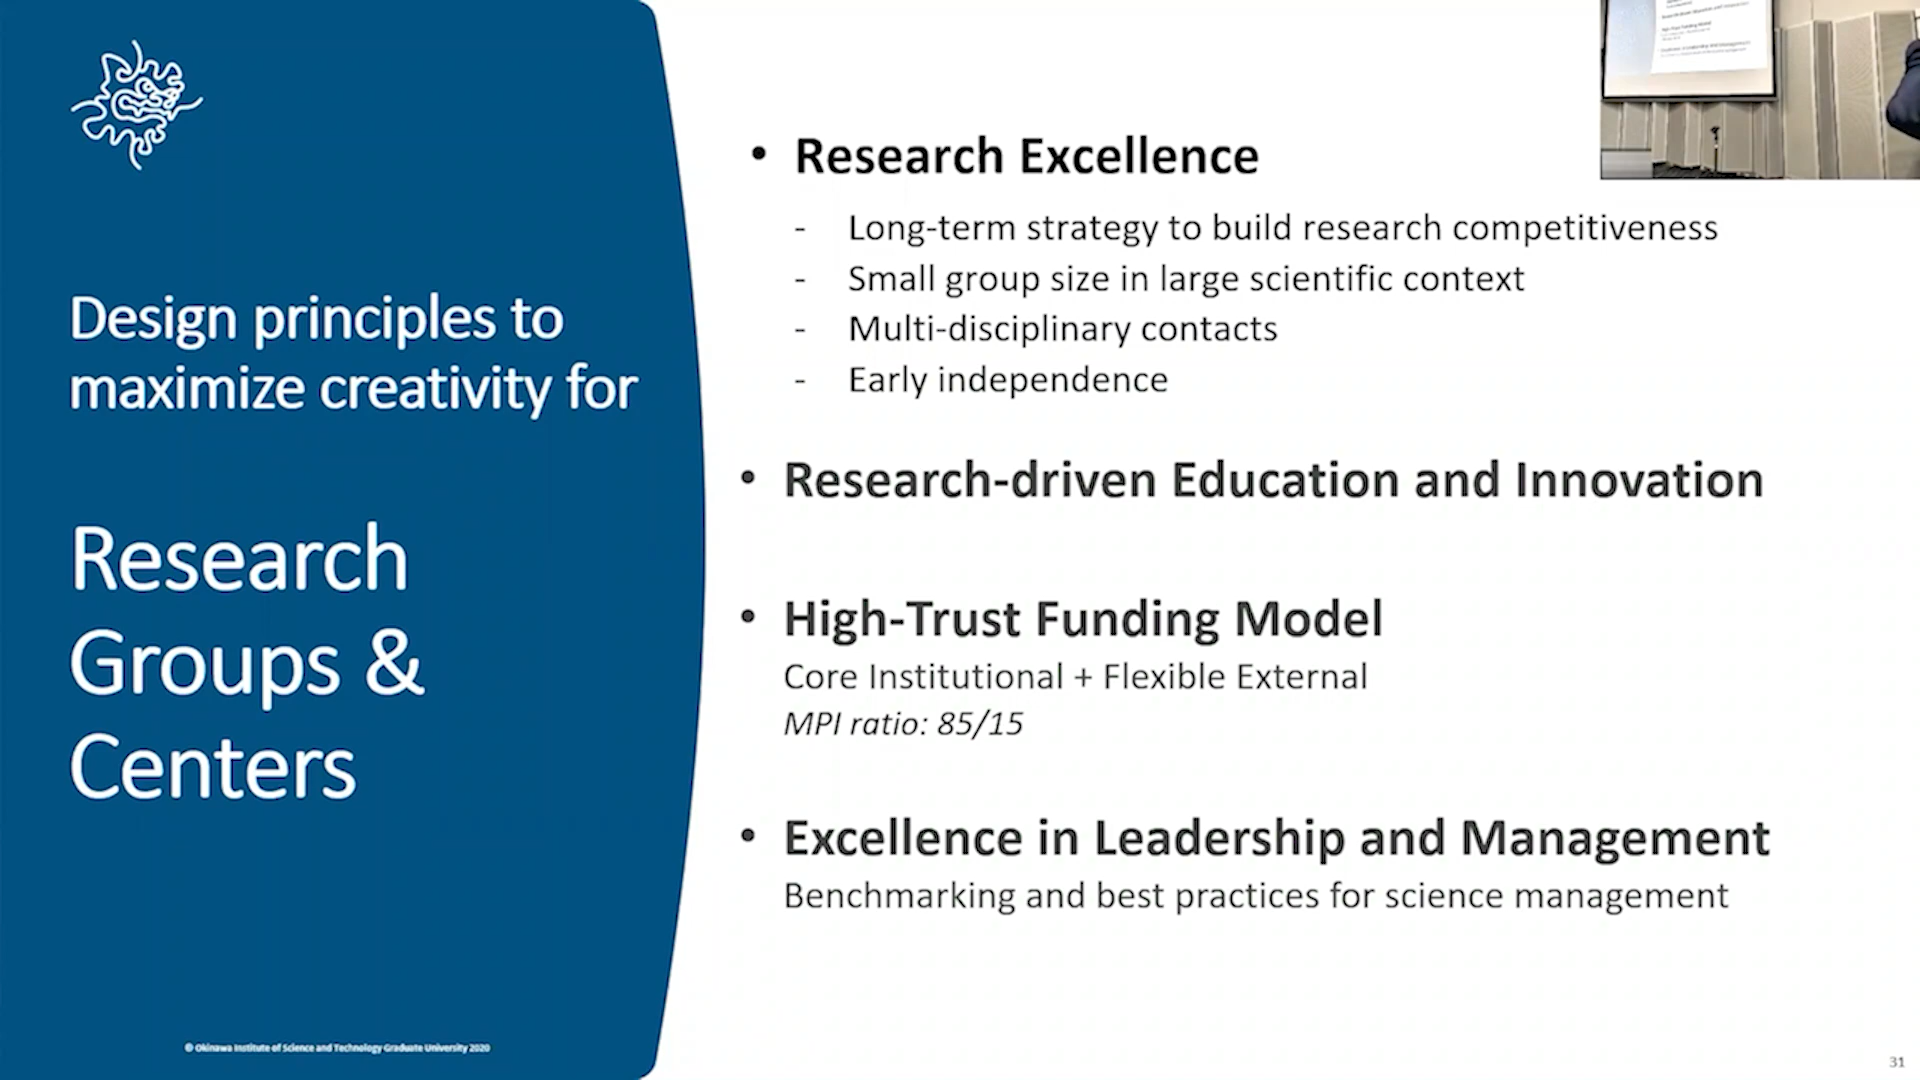 Design principles to
maximize creativity for
Research
Groups &
Centers
© Okinawa Institute of Science and Technology Graduate University 2020
• Research Excellence
- Long-term strategy to build research competitiveness
- Small group size in large scientific context
- Multi-disciplinary contacts
- Early independence
• Research-driven Education and Innovation
• High-Trust Funding Model
Core Institutional + Flexible External
MPI ratio: 85/15
• Excellence in Leadership and Management
Benchmarking and best practices for science management
31